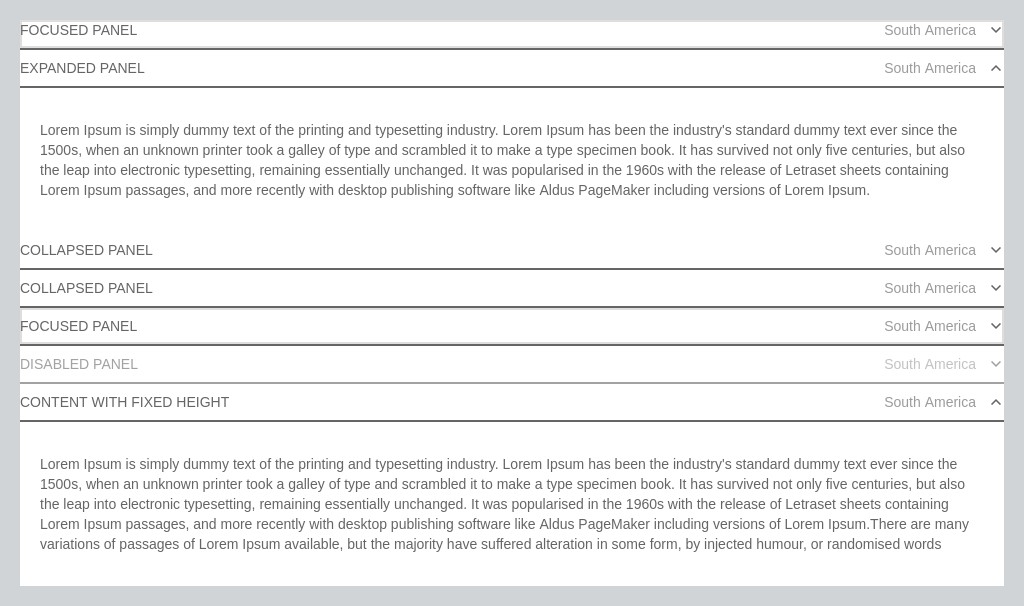 FOCUSED PANEL South America
EXPANDED PANEL South America
Lorem Ipsum is simply dummy text of the printing and typesetting industry. Lorem Ipsum has been the industry's standard dummy text ever since the
1500s, when an unknown printer took a galley of type and scrambled it to make a type specimen book. It has survived not only five centuries, but also
the leap into electronic typesetting, remaining essentially unchanged. It was popularised in the 1960s with the release of Letraset sheets containing
Lorem Ipsum passages, and more recently with desktop publishing software like Aldus PageMaker including versions of Lorem Ipsum.
COLLAPSED PANEL South America
COLLAPSED PANEL South America
FOCUSED PANEL South America
DISABLED PANEL South America
CONTENT WITH FIXED HEIGHT South America
Lorem Ipsum is simply dummy text of the printing and typesetting industry. Lorem Ipsum has been the industry's standard dummy text ever since the
1500s, when an unknown printer took a galley of type and scrambled it to make a type specimen book. It has survived not only five centuries, but also
the leap into electronic typesetting, remaining essentially unchanged. It was popularised in the 1960s with the release of Letraset sheets containing
Lorem Ipsum passages, and more recently with desktop publishing software like Aldus PageMaker including versions of Lorem Ipsum.There are many
variations of passages of Lorem Ipsum available, but the majority have suffered alteration in some form, by injected humour, or randomised words